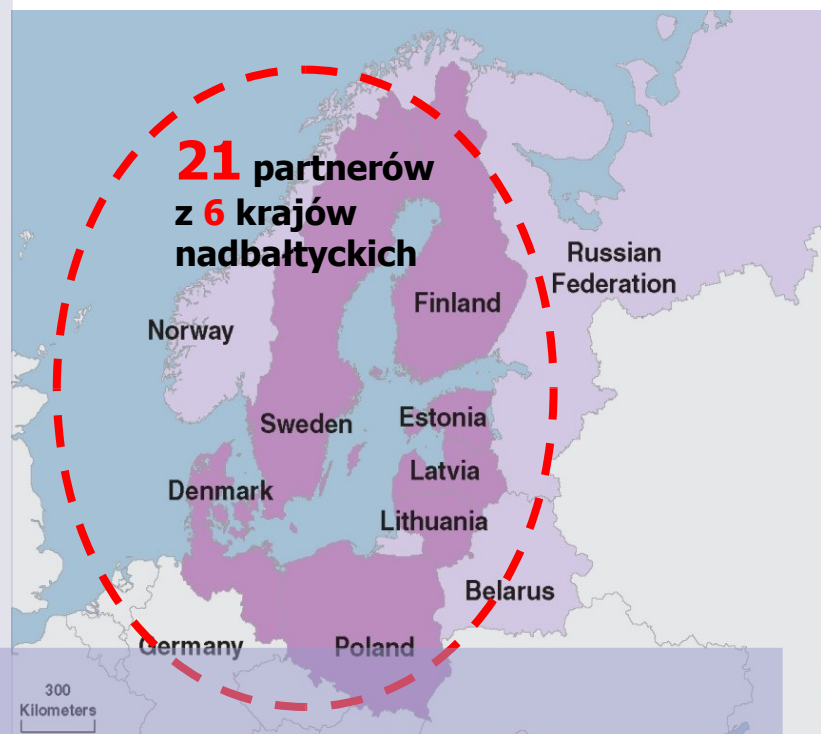 21 partnerów
z 6 krajów
nadbałtyckich
Russian
Federation
Finland
Norway
Estonia
Sweden
Latvia
Denmark
Lithuania
Belarus
Germany
Poland
300
Kilometers